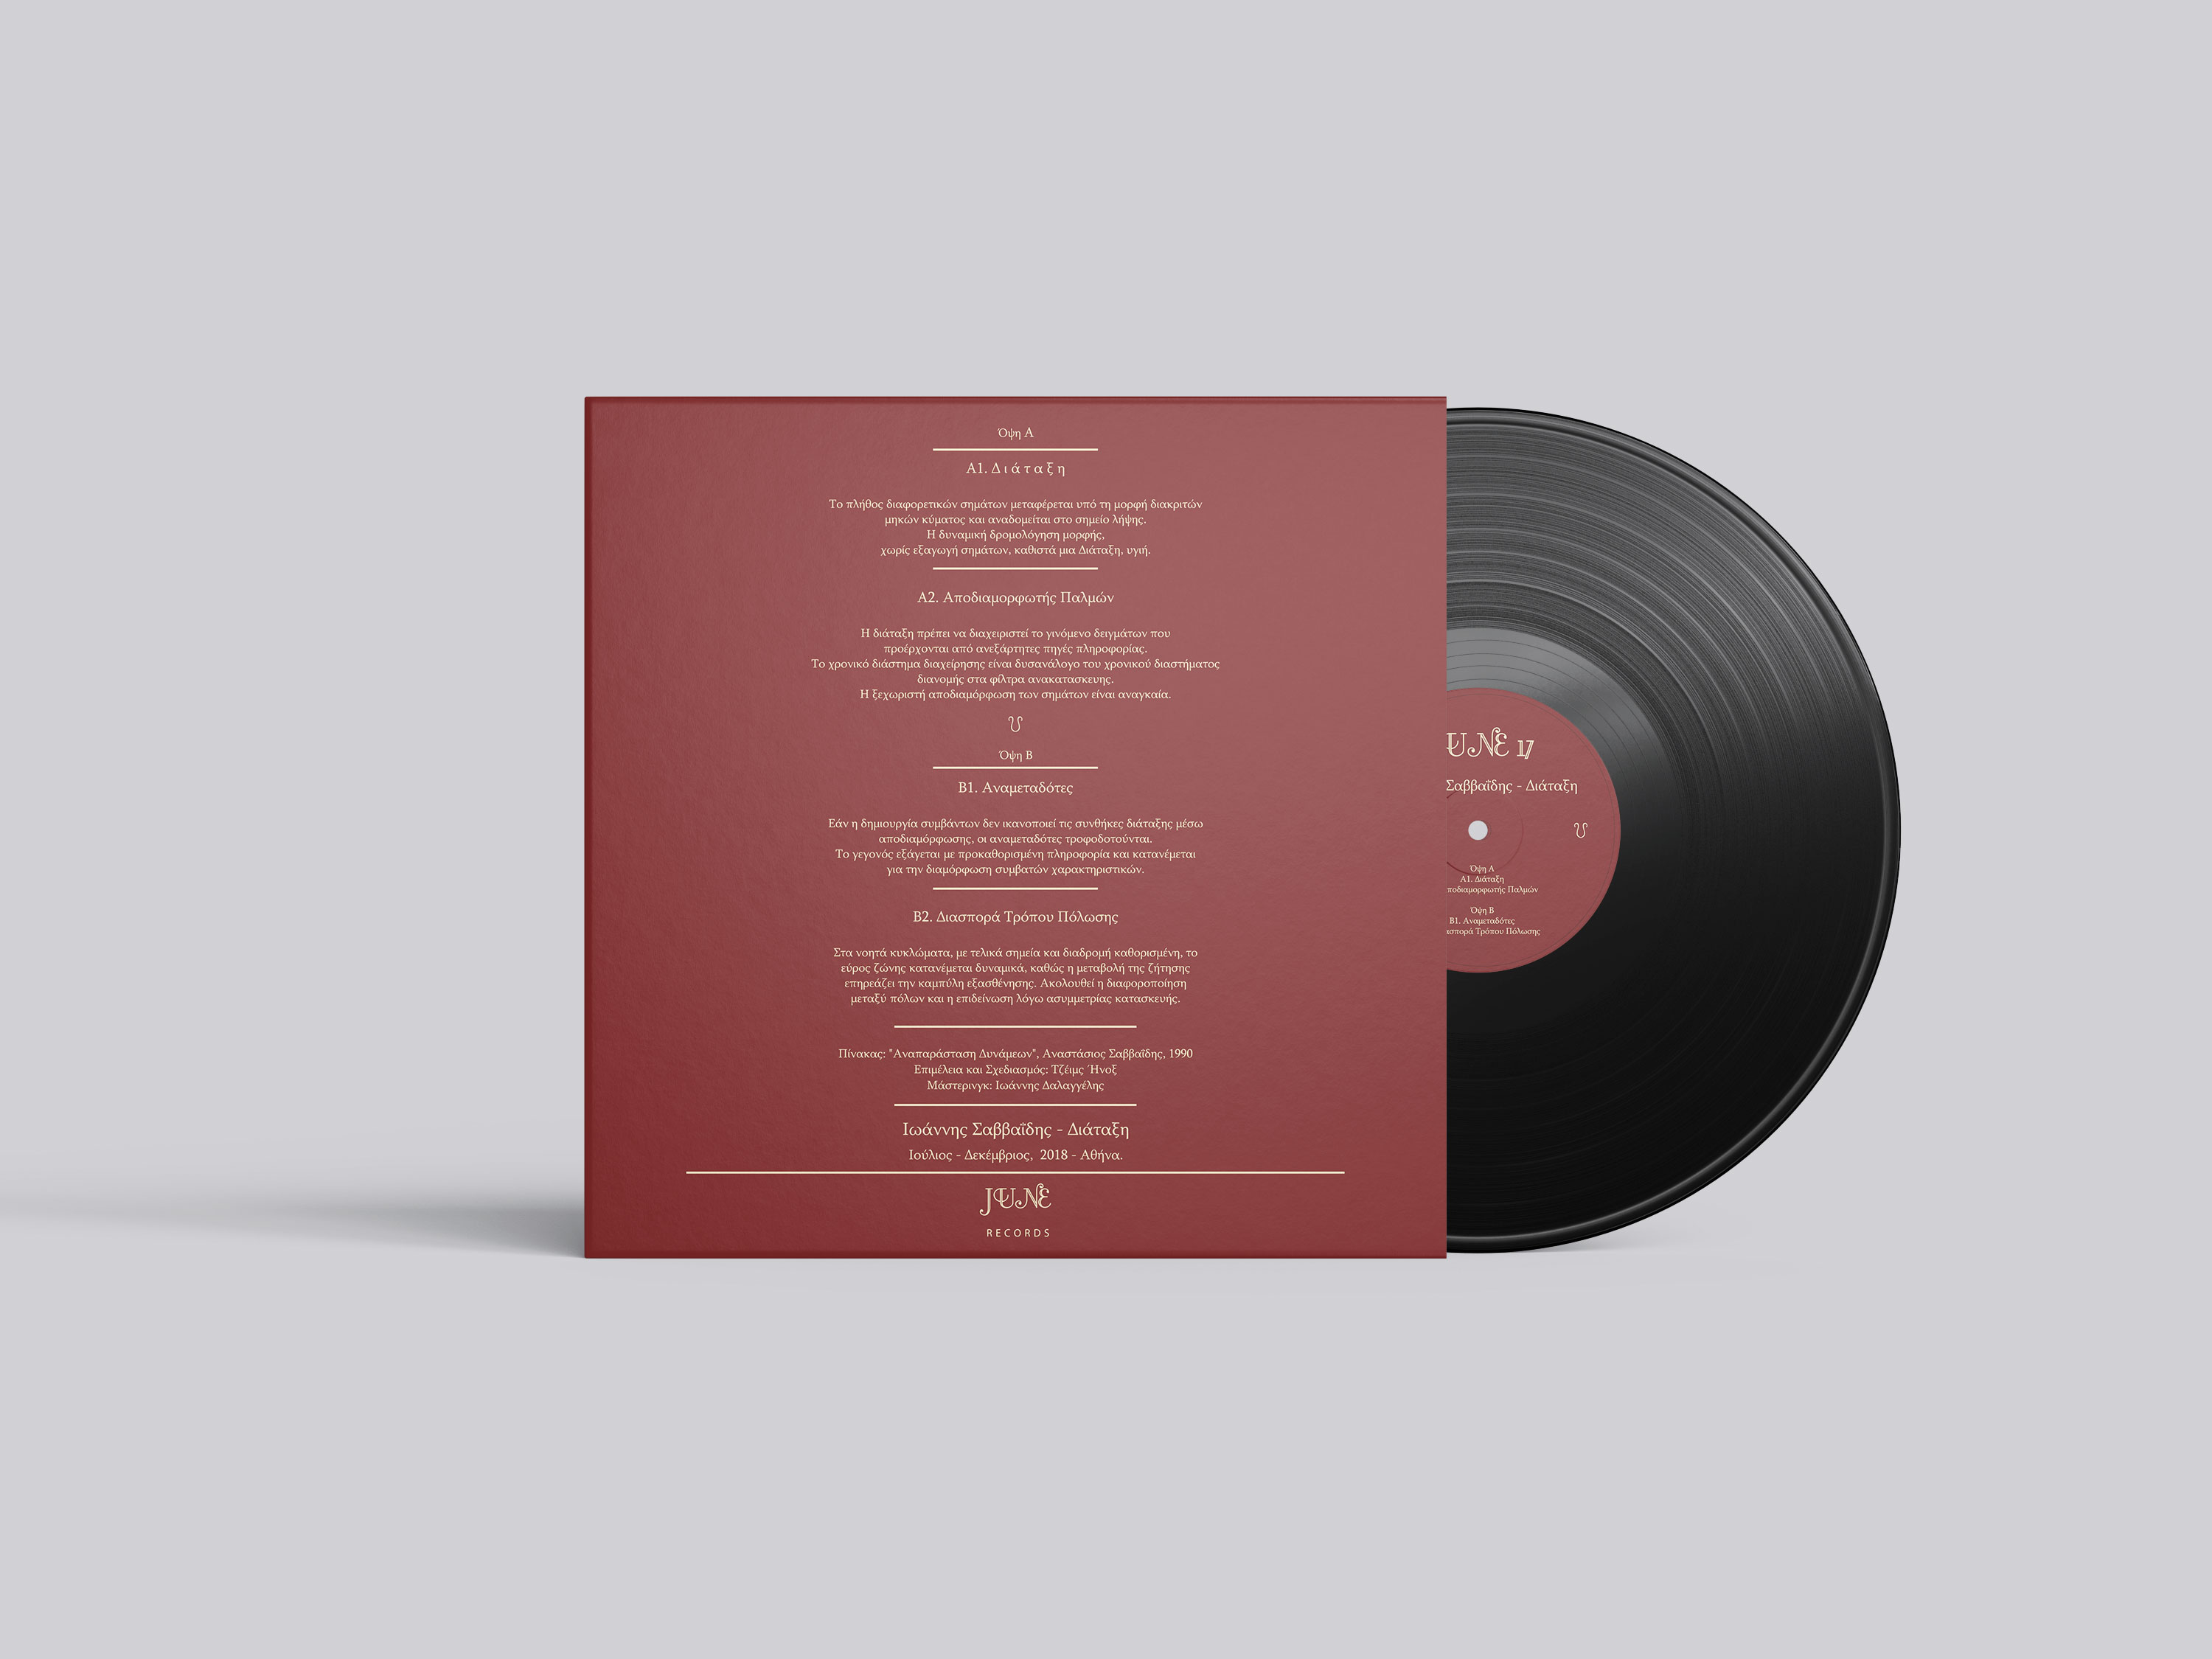 Όψη Α
Α1. Δ ι ά τ α ξ η
Το πλήθος διαφορετικών σημάτων μεταφέρεται υπό τη μορφή διακριτών
μηκών κύματος και αναδομείται στο σημείο λήψης.
Η δυναμική δρομολόγηση μορφής,
χωρίς εξαγωγή σημάτων, καθιστά μια Διάταξη, υγιή.
Α2. Αποδιαμορφωτής Παλμών
Η διάταξη πρέπει να διαχειριστεί το γινόμενο δειγμάτων που
προέρχονται από ανεξάρτητες πηγές πληροφορίας.
Το χρονικό διάστημα διαχείρησης είναι δυσανάλογο του χρονικού διαστήματος
διανομής στα φίλτρα ανακατασκευης.
Η ξεχωριστή αποδιαμόρφωση των σημάτων είναι αναγκαία.
Όψη Β
Β1. Αναμεταδότες
Εάν η δημιουργία συμβάντων δεν ικανοποιεί τις συνθήκες διάταξης μέσω
αποδιαμόρφωσης, οι αναμεταδότες τροφοδοτούνται.
Το γεγονός εξάγεται με προκαθορισμένη πληροφορία και κατανέμεται
για την διαμόρφωση συμβατών χαρακτηριστικών.
Β2. Διασπορά Τρόπου Πόλωσης
Στα νοητά κυκλώματα, με τελικά σημεία και διαδρομή καθορισμένη, το
εύρος ζώνης κατανέμεται δυναμικά, καθώς η μεταβολή της ζήτησης
επηρεάζει την καμπύλη εξασθένησης. Ακολουθεί η διαφοροποίηση
μεταξύ πόλων και η επιδείνωση λόγω ασυμμετρίας κατασκευής.
Πίνακας: "Αναπαράσταση Δυνάμεων", Αναστάσιος Σαββαΐδης, 1990
Επιμέλεια και Σχεδιασμός: Τζέιμς Ήνοξ
Μάστερινγκ: Ιωάννης Δαλαγγέλης
Ιωάννης Σαββαΐδης - Διάταξη
Ιούλιος - Δεκέμβριος, 2018 - Αθήνα.
JUNE
RECORDS
UNE 17
Σαββαΐδης - Διάταξη
Όψη Α
Α1. Διάταξη
ποδιαμορφωτής Παλμών
Όψη Β
Β1. Αναμεταδότες
ασπορά Τρόπου Πόλωσης